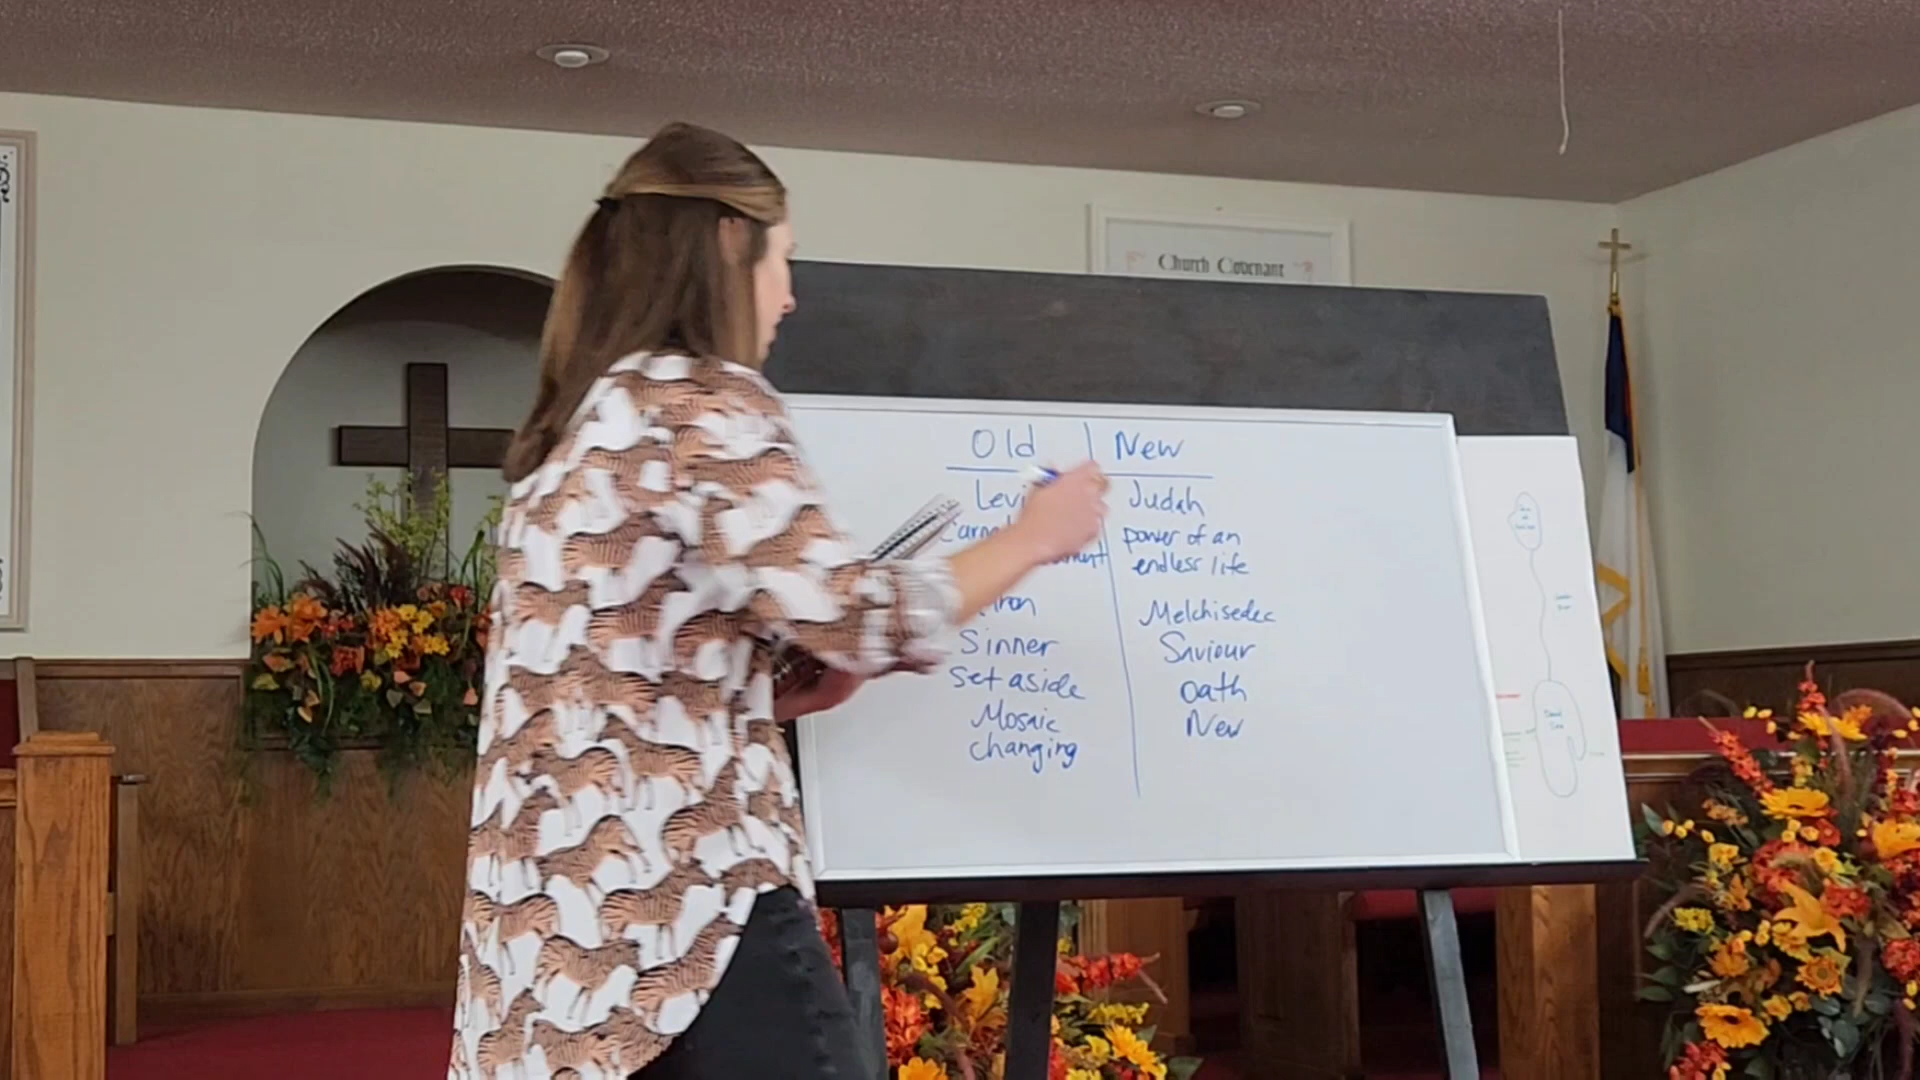 Church Covenant
Old New
Levi Judah
power of an
endless life
Melchisedec
Sinner Saviour
Set aside oath
Mosaic New
changing